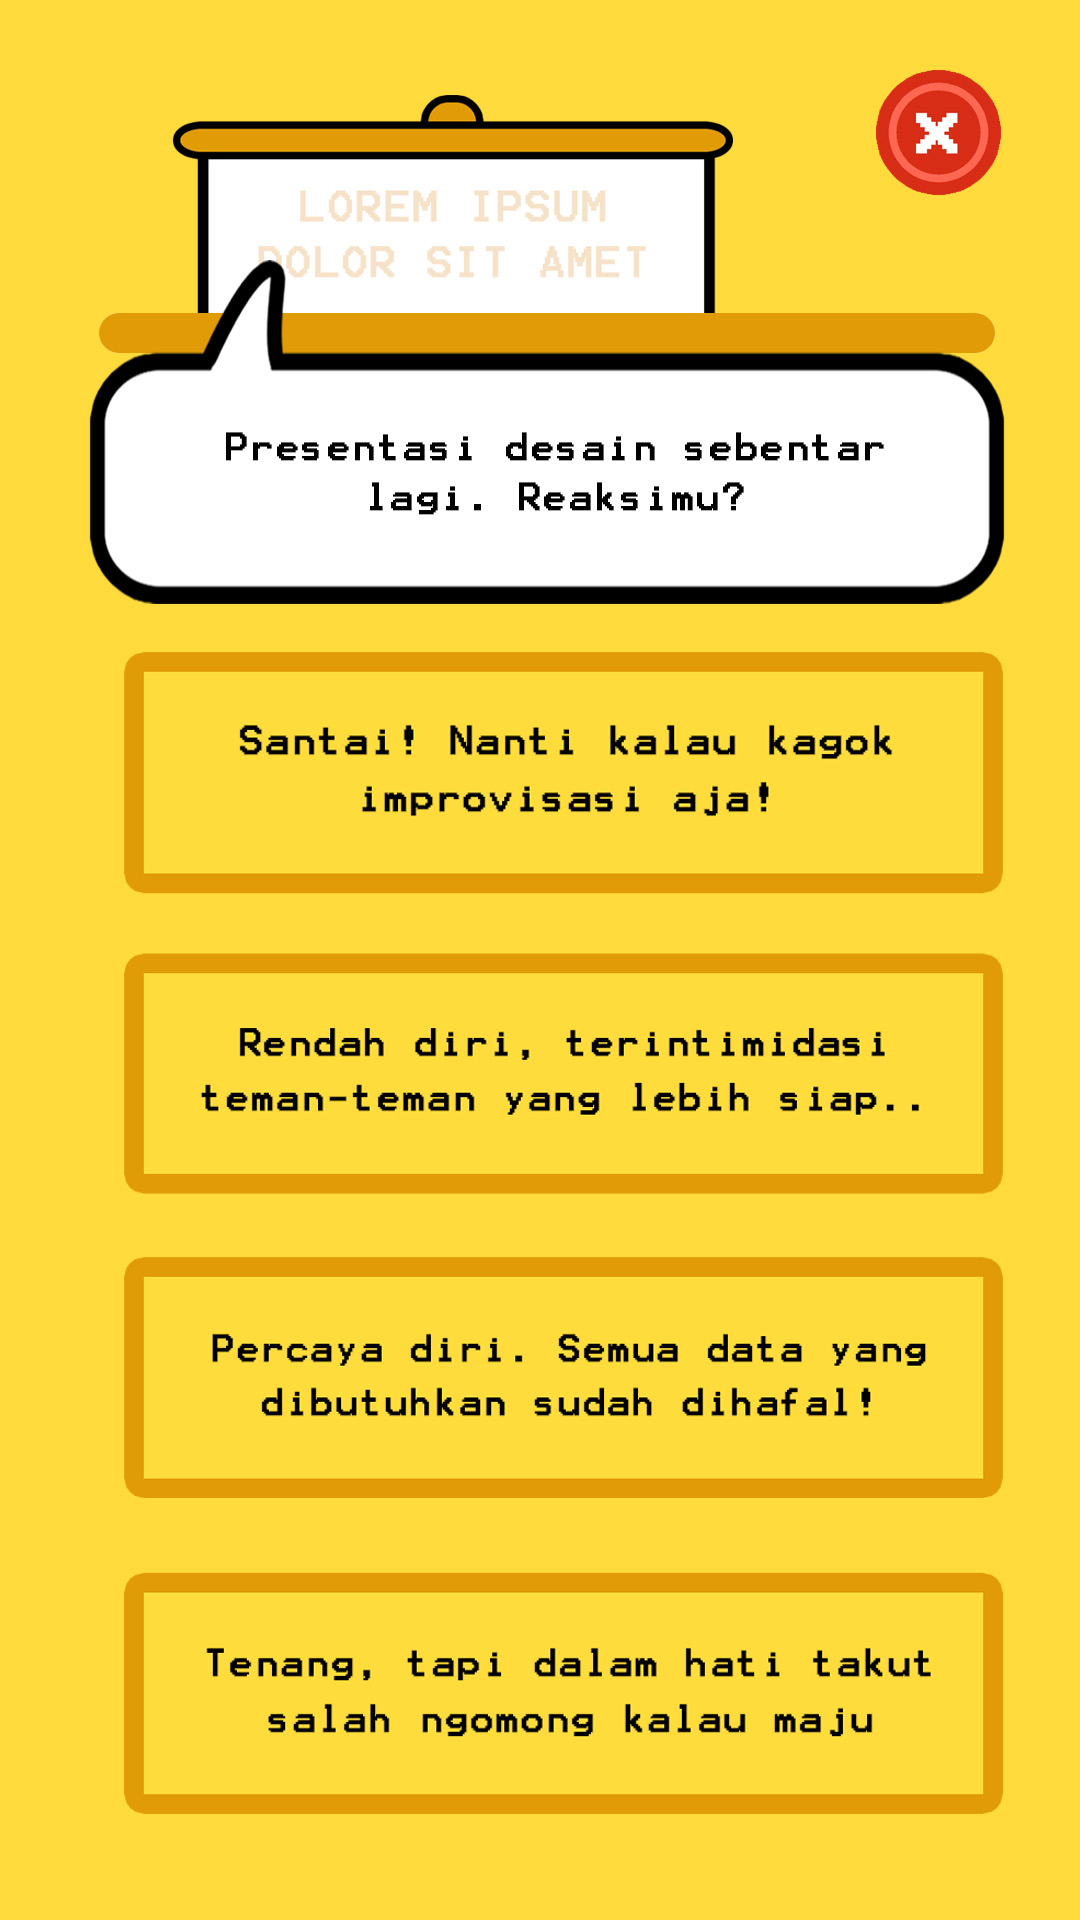 LOREM IPSUM
DOLOR SIT AMET
Presentasi desain sebentar
lagi. Reaksimu?
Santai! Nanti kalau kagok
improvisasi aja!
Rendah diri, terintimidasi
teman-teman yang lebih siap..
Percaya diri. Semua data yang
dibutuhkan sudah dihafal!
Tenang, tapi dalam hati takut
salah ngomong kalau maju